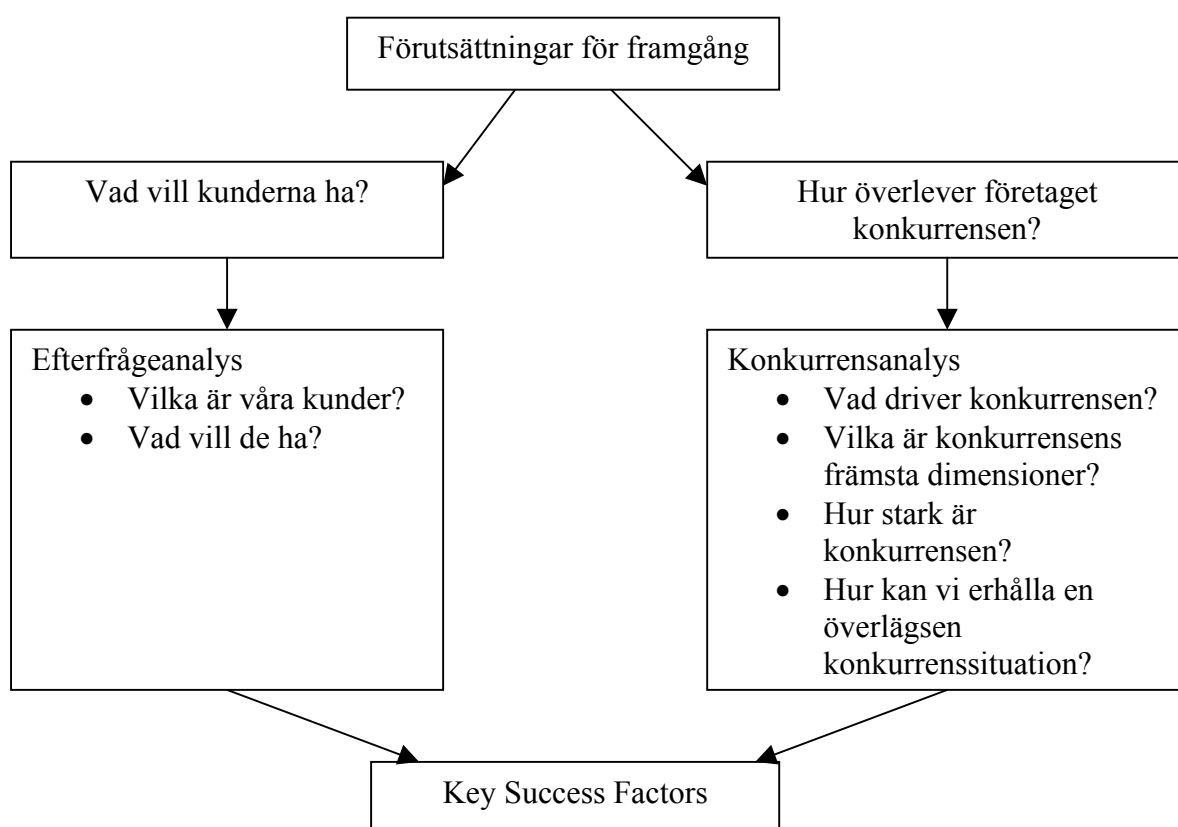 Förutsättningar för framgång
Vad vill kunderna ha?
Hur överlever företaget
konkurrensen?
Efterfrågeanalys
• Vilka är våra kunder?
• Vad vill de ha?
Konkurrensanalys
• Vad driver konkurrensen?
• Vilka är konkurrensens
främsta dimensioner?
• Hur stark är
konkurrensen?
• Hur kan vi erhålla en
överlägsen
konkurrenssituation?
Key Success Factors